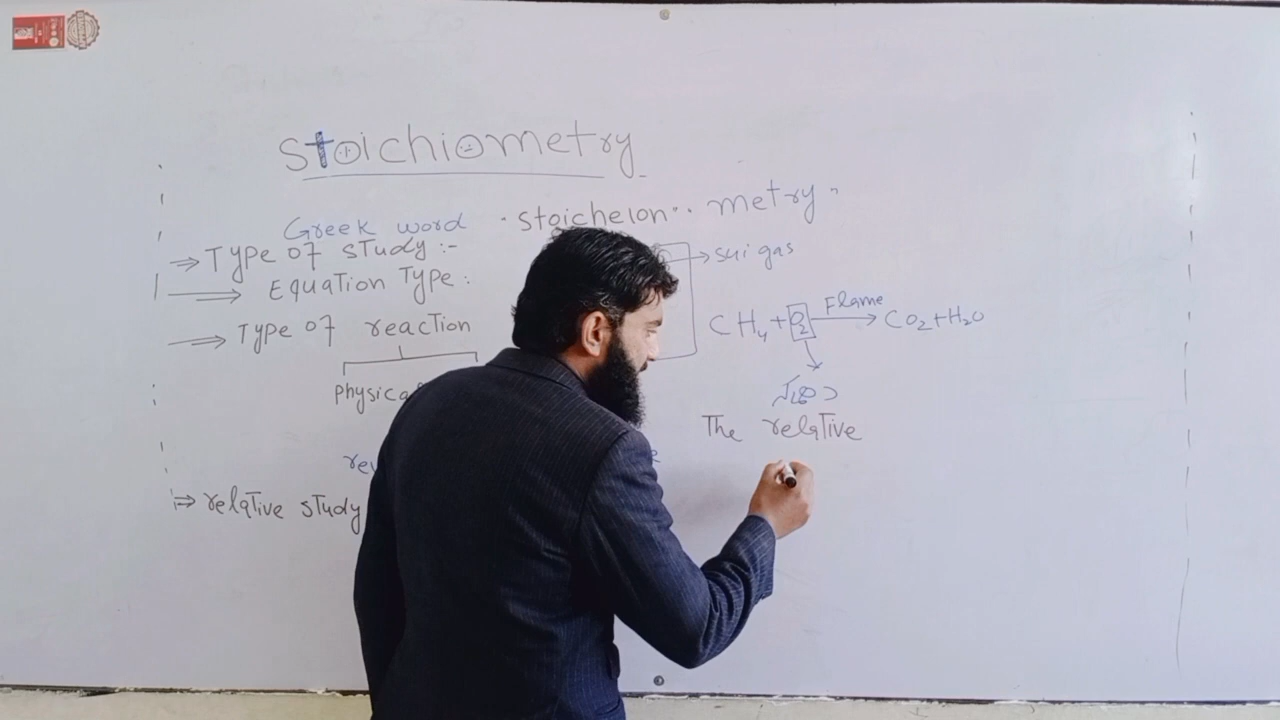 Stoichiometry
Greek word "stoicheion". metry"
⇒ Type of study :-
→ sui gas
⇒ Equation Type :
CH4 + O2 Flame → CO2 + H2O
⇒ Type of reaction
physica
The relative
rev
⇒ relative study